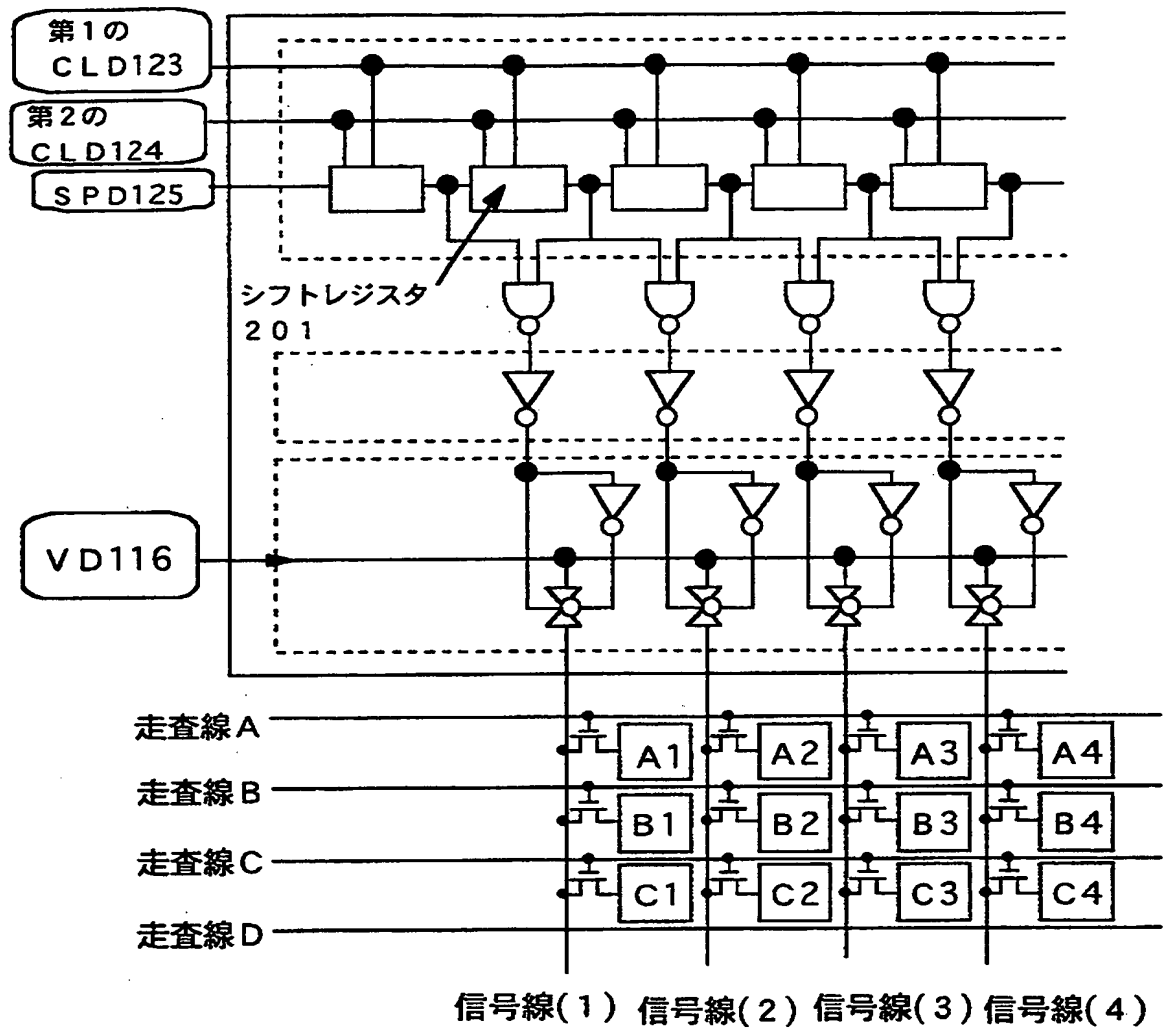 第1の
CLD123
第2の
CLD124
SPD125
シフトレジスタ
201
VD116
走査線A
A1 A2 A3 A4
走査線B
B1 B2 B3 B4
走査線C
C1 C2 C3 C4
走査線D
信号線(1) 信号線(2) 信号線(3) 信号線(4)